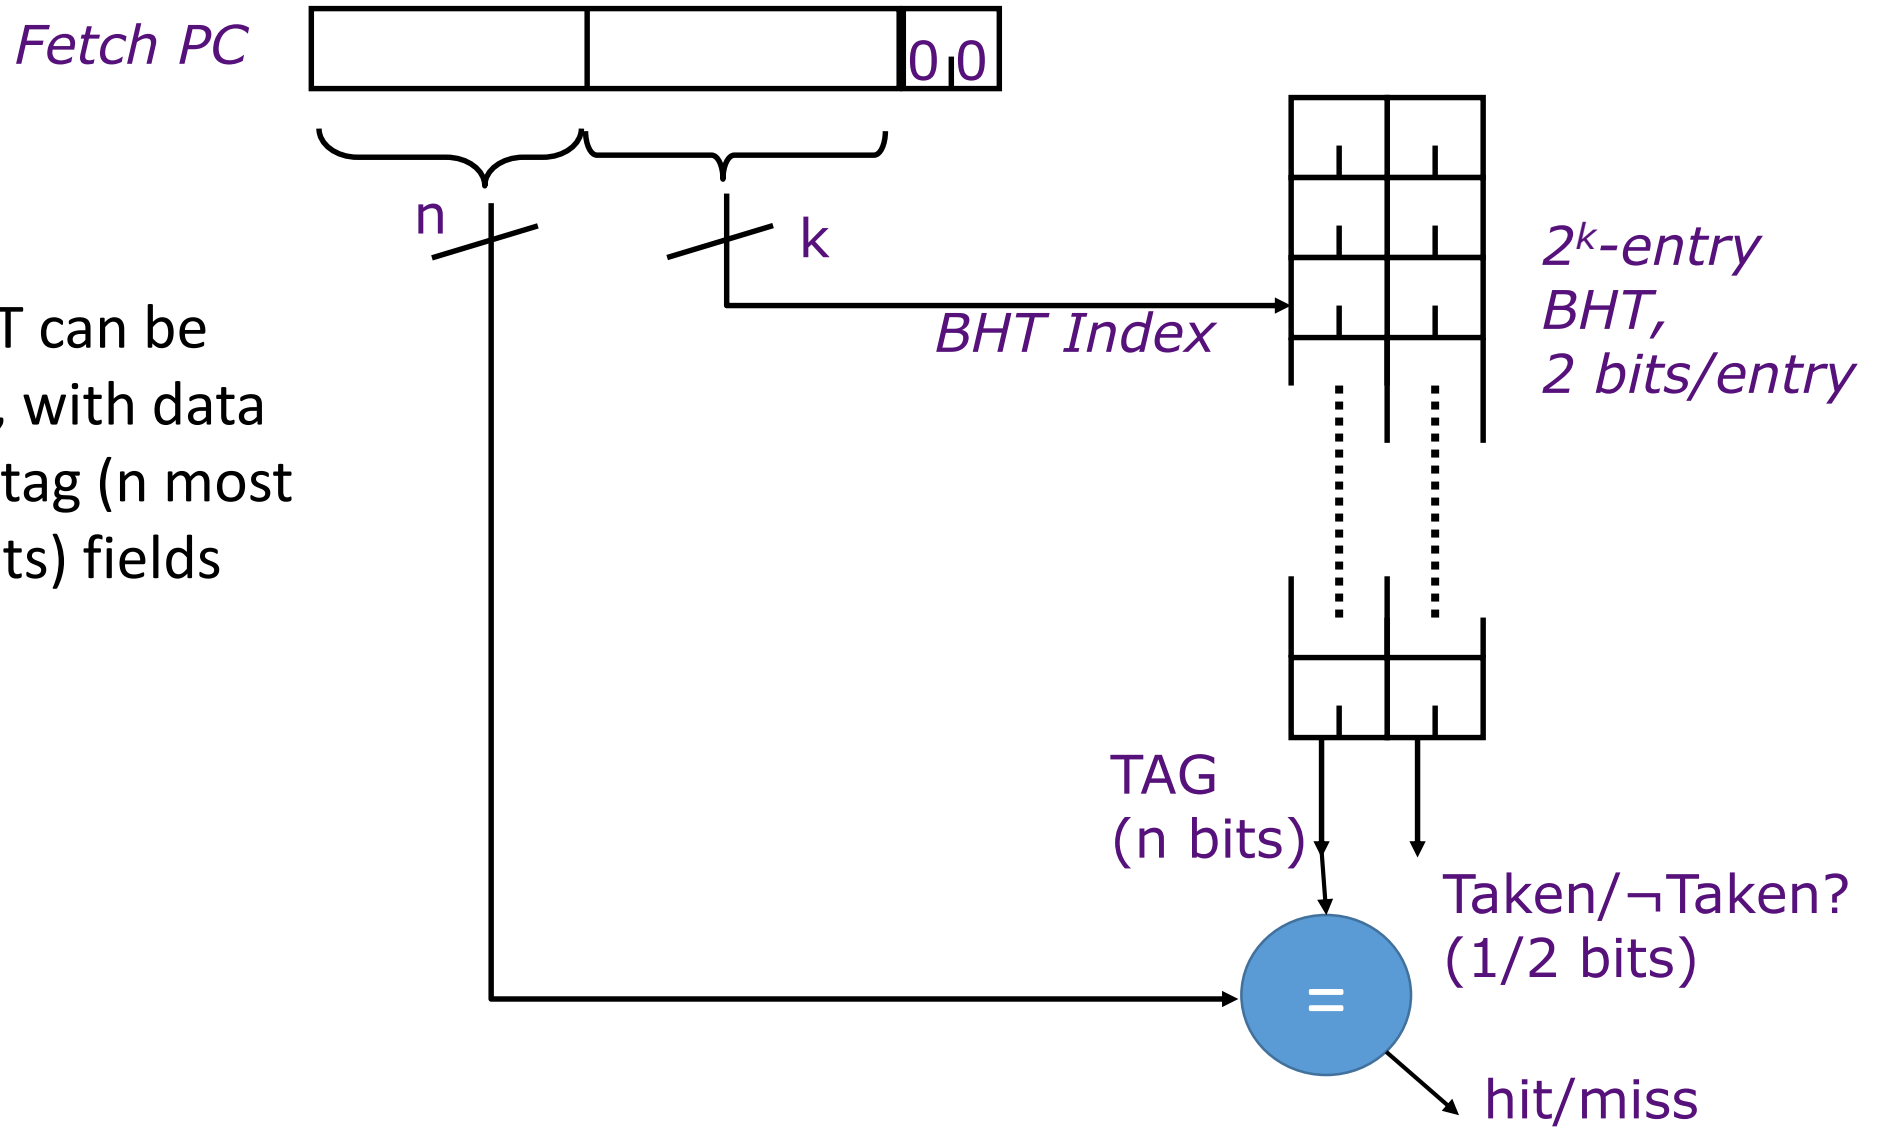 Fetch PC
0 0
n
k
2ᵏ-entry
BHT,
2 bits/entry
BHT Index
T can be
, with data
tag (n most
ts) fields
TAG
(n bits)
Taken/¬Taken?
(1/2 bits)
=
hit/miss